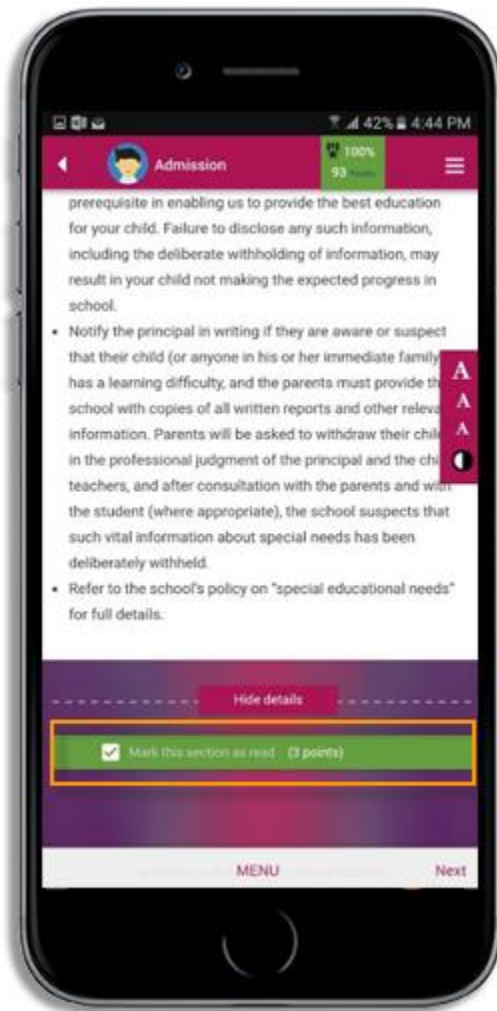 42% 4:44 PM
Admission
100%
93 Points
prerequisite in enabling us to provide the best education
for your child. Failure to disclose any such information,
including the deliberate withholding of information, may
result in your child not making the expected progress in
school.
• Notify the principal in writing if they are aware or suspect
that their child (or anyone in his or her immediate family
has a learning difficulty, and the parents must provide th
school with copies of all written reports and other releva
information. Parents will be asked to withdraw their chil
in the professional judgment of the principal and the chi
teachers, and after consultation with the parents and with
the student (where appropriate), the school suspects that
such vital information about special needs has been
deliberately withheld.
• Refer to the school's policy on "special educational needs"
for full details.
A
A
A
Hide details
Mark this section as read (3 points)
MENU
Next